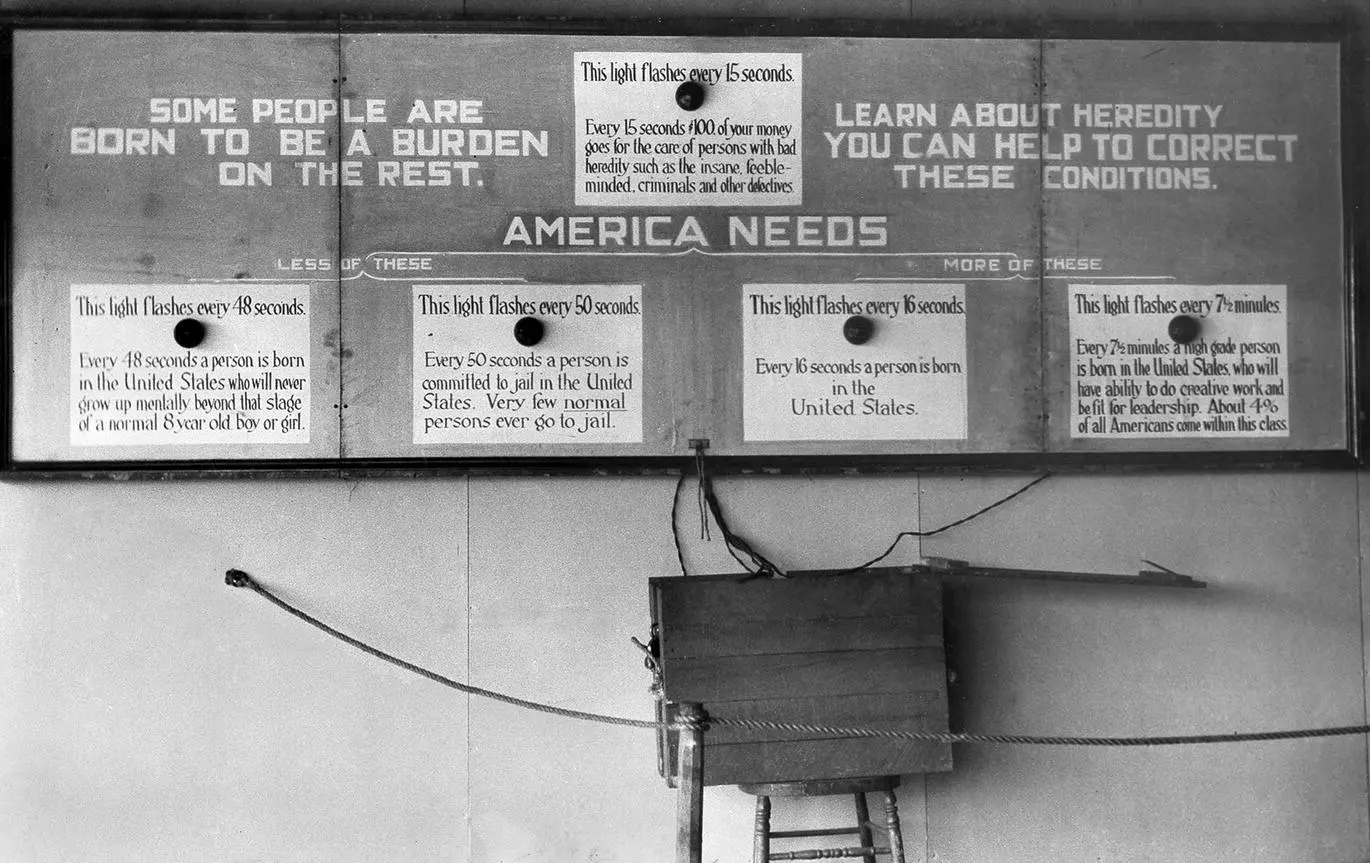 SOME PEOPLE ARE
BORN TO BE A BURDEN
ON THE REST.
This light flashes every 15 seconds.
Every 15 seconds $100. of your money
goes for the care of persons with bad
heredity such as the insane, feeble-
minded, criminals and other defectives.
LEARN ABOUT HEREDITY
YOU CAN HELP TO CORRECT
THESE CONDITIONS.
AMERICA NEEDS
LESS OF THESE
MORE OF THESE
This light flashes every 48 seconds.
Every 48 seconds a person is born
in the United States who will never
grow up mentally beyond that stage
of a normal 8 year old boy or girl.
This light flashes every 50 seconds.
Every 50 seconds a person is
committed to jail in the United
States. Very few normal
persons ever go to jail.
This light flashes every 16 seconds.
Every 16 seconds a person is born
in the
United States.
This light flashes every 7½ minutes.
Every 7½ minutes a high grade person
is born in the United States, who will
have ability to do creative work and
be fit for leadership. About 4%
of all Americans come within this class.